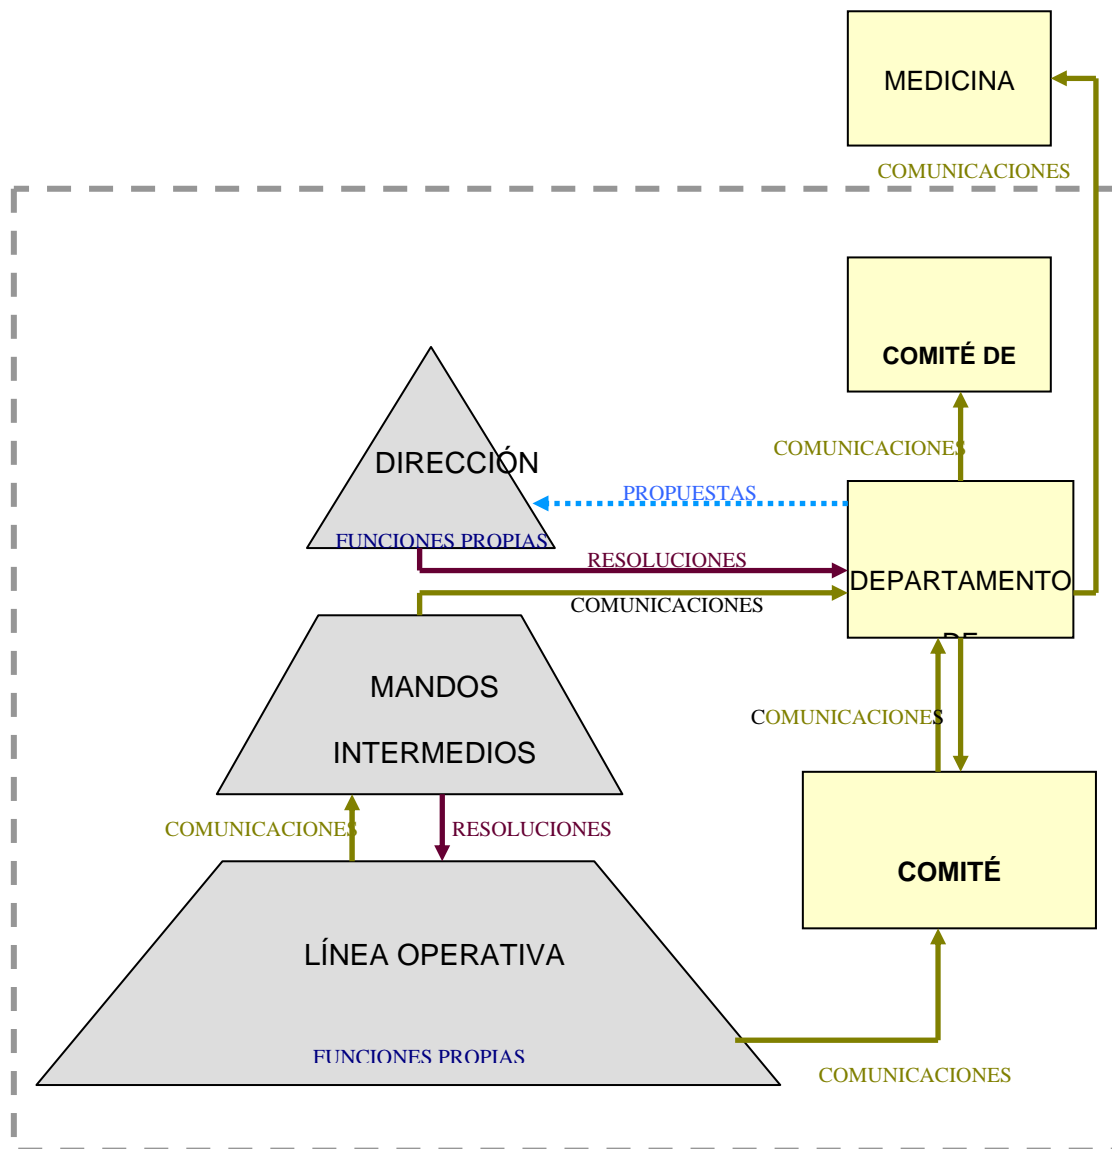 MEDICINA
COMUNICACIONES
COMITÉ DE
COMUNICACIONES
DIRECCIÓN
PROPUESTAS
FUNCIONES PROPIAS
RESOLUCIONES
DEPARTAMENTO
DE
COMUNICACIONES
MANDOS
INTERMEDIOS
COMUNICACIONES
COMUNICACIONES
RESOLUCIONES
COMITÉ
LÍNEA OPERATIVA
FUNCIONES PROPIAS
COMUNICACIONES